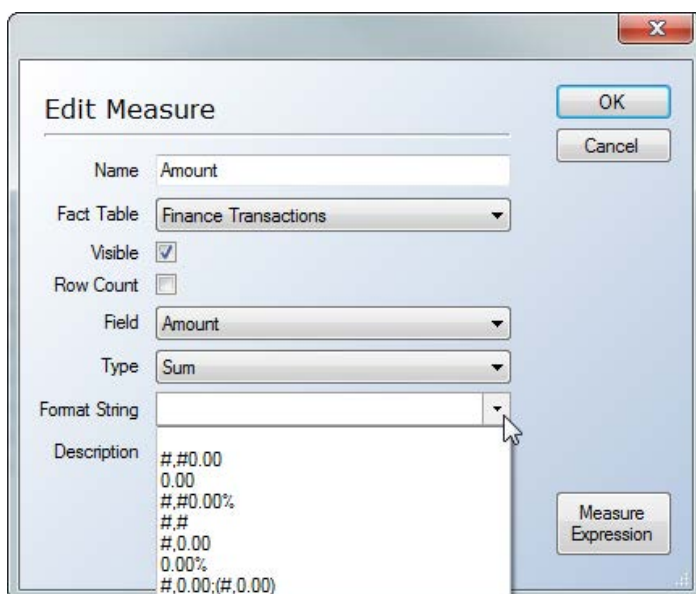 Edit Measure
OK
Cancel
Name Amount
Fact Table Finance Transactions
Visible
Row Count
Field Amount
Type Sum
Format String
Description
#,#0.00
0.00
#,#0.00%
#,#
#,0.00
0.00%
#,0.00;(#,0.00)
Measure
Expression